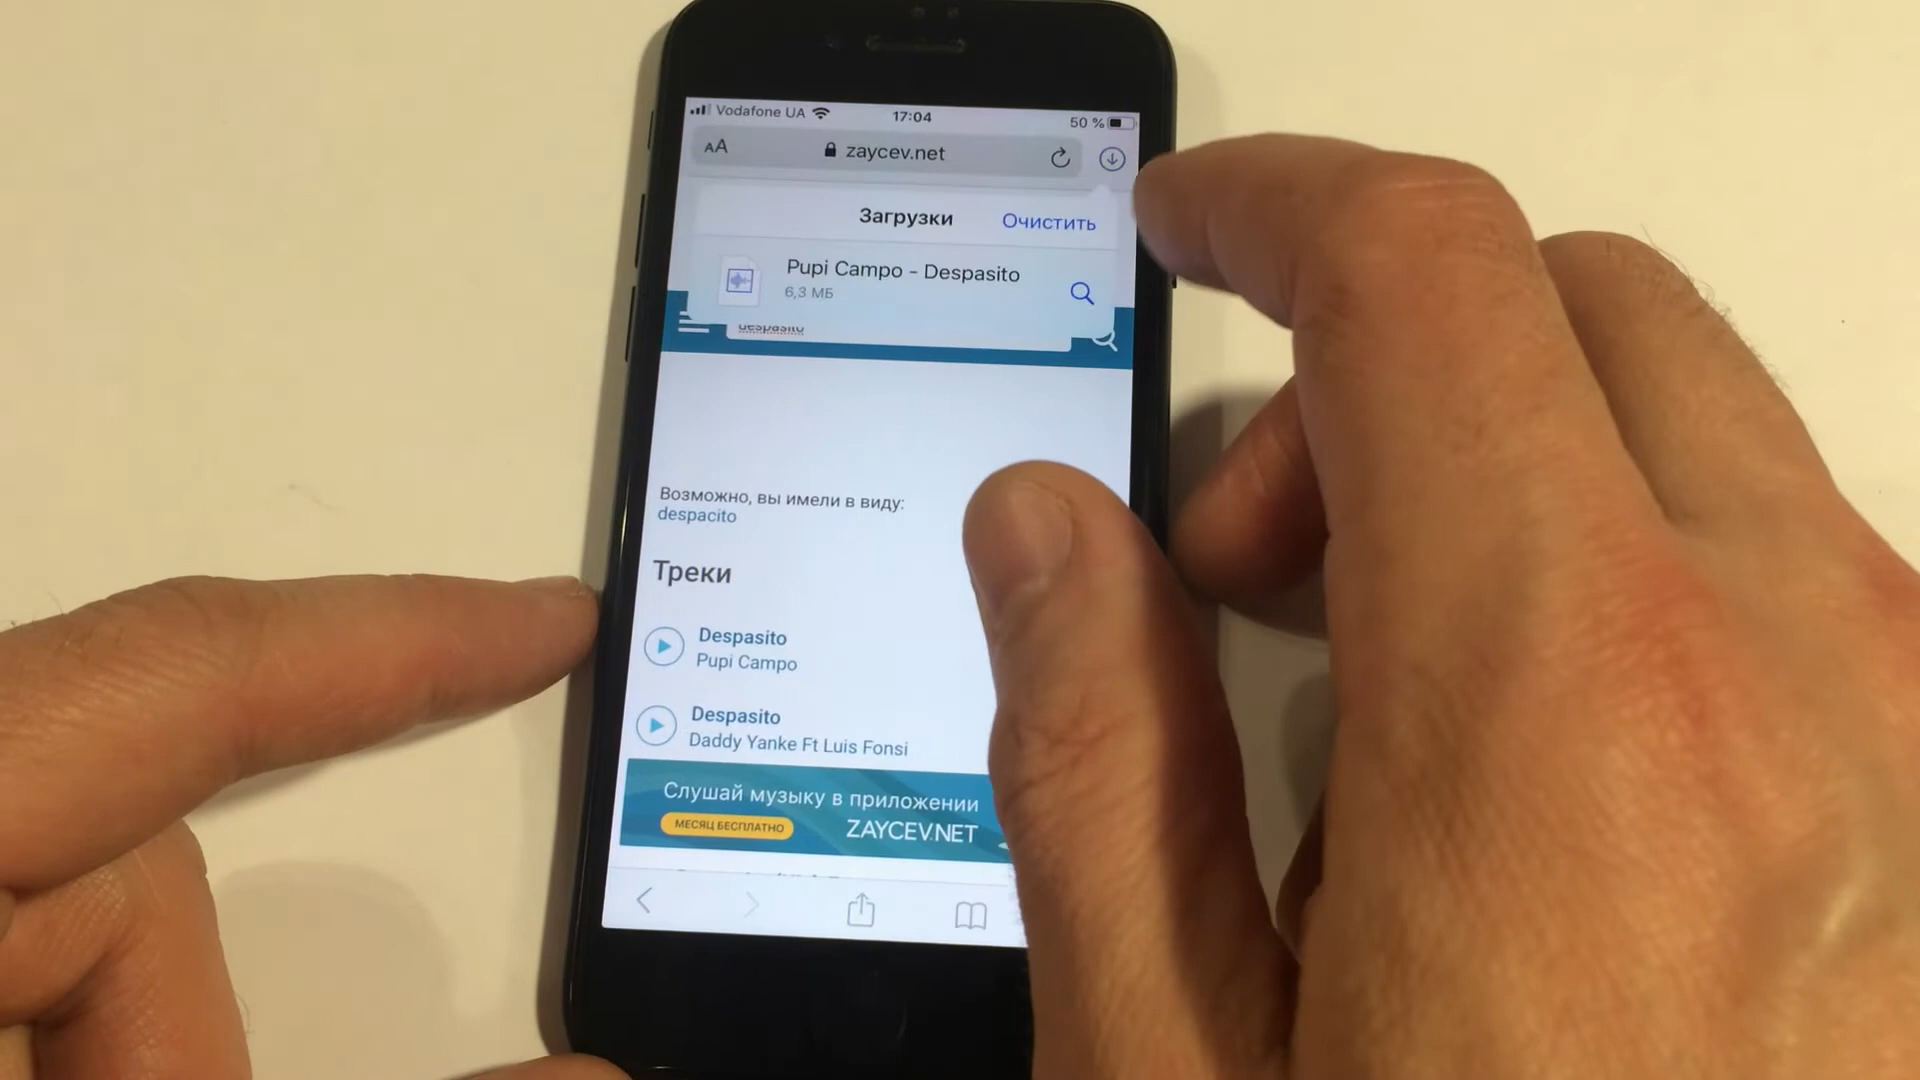 Vodafone UA 17:04 50 %
AA zaycev.net
Загрузки Очистить
Pupi Campo - Despasito
6,3 МБ
despasito
Возможно, вы имели в виду:
despacito
Треки
Despasito
Pupi Campo
Despasito
Daddy Yanke Ft Luis Fonsi
Слушай музыку в приложении
МЕСЯЦ БЕСПЛАТНО ZAYCEV.NET